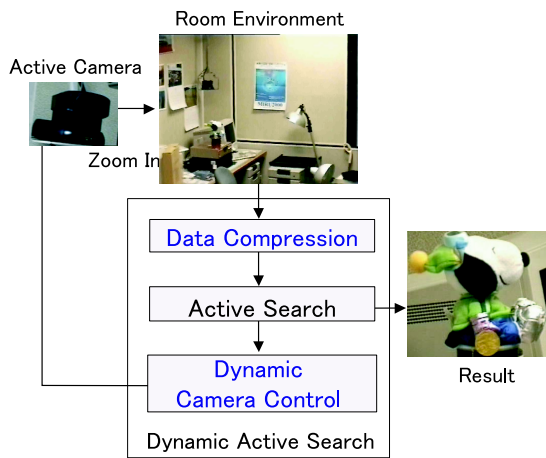 Room Environment
Active Camera
Zoom In
Data Compression
Active Search
Dynamic
Camera Control
Result
Dynamic Active Search